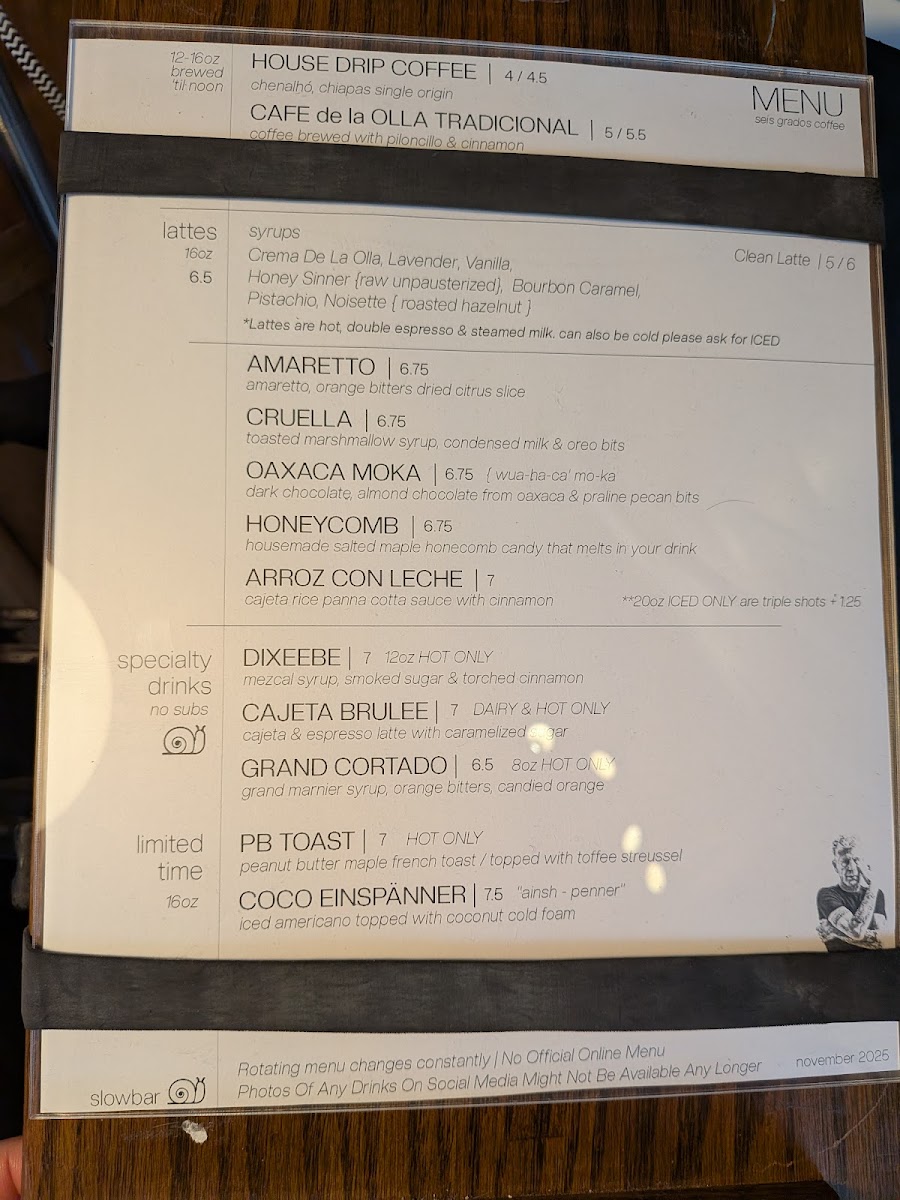 12-16oz
brewed
'til noon
HOUSE DRIP COFFEE | 4 / 4.5
chenalhó, chiapas single origin
MENU
seis grados coffee
CAFE de la OLLA TRADICIONAL | 5 / 5.5
coffee brewed with piloncillo & cinnamon
lattes
16oz
6.5
syrups
Crema De La Olla, Lavender, Vanilla,
Honey Sinner {raw unpausterized}, Bourbon Caramel,
Pistachio, Noisette { roasted hazelnut }
Clean Latte | 5 / 6
*Lattes are hot, double espresso & steamed milk. can also be cold please ask for ICED
AMARETTO | 6.75
amaretto, orange bitters dried citrus slice
CRUELLA | 6.75
toasted marshmallow syrup, condensed milk & oreo bits
OAXACA MOKA | 6.75 { wua-ha-ca' mo-ka
dark chocolate, almond chocolate from oaxaca & praline pecan bits
HONEYCOMB | 6.75
housemade salted maple honecomb candy that melts in your drink
ARROZ CON LECHE | 7
cajeta rice panna cotta sauce with cinnamon
**20oz ICED ONLY are triple shots + 1.25
specialty
drinks
no subs
DIXEEBE | 7 12oz HOT ONLY
mezcal syrup, smoked sugar & torched cinnamon
CAJETA BRULEE | 7 DAIRY & HOT ONLY
cajeta & espresso latte with caramelized sugar
GRAND CORTADO | 6.5 8oz HOT ONLY
grand marnier syrup, orange bitters, candied orange
limited
time
16oz
PB TOAST | 7 HOT ONLY
peanut butter maple french toast / topped with toffee streussel
COCO EINSPÄNNER | 7.5 "ainsh - penner"
iced americano topped with coconut cold foam
slowbar
Rotating menu changes constantly | No Official Online Menu
Photos Of Any Drinks On Social Media Might Not Be Available Any Longer
november 2025